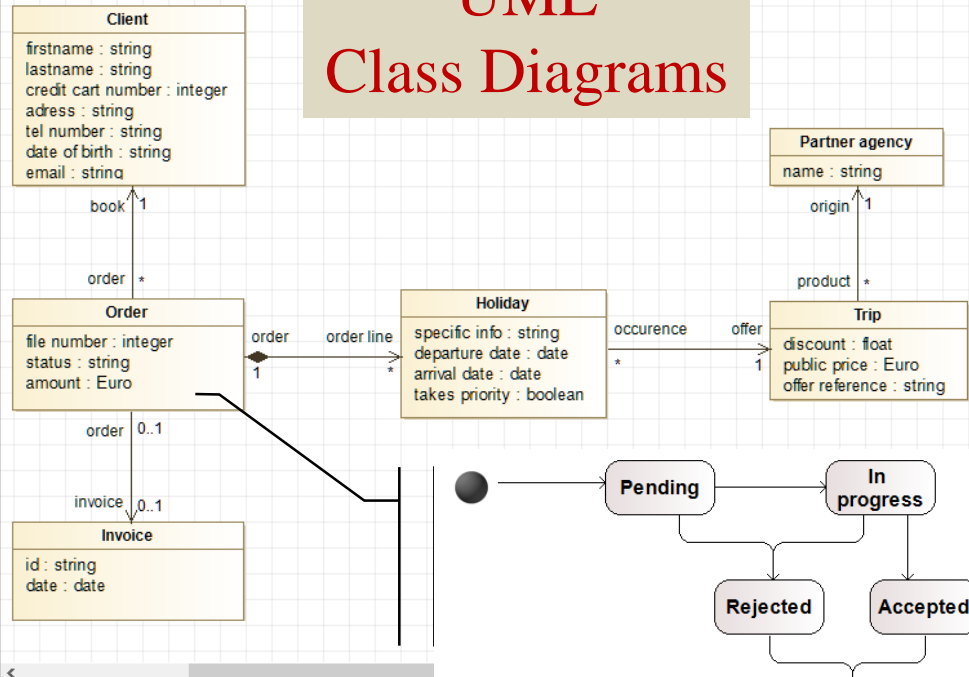 UML
Class Diagrams
Client
firstname : string
lastname : string
credit cart number : integer
adress : string
tel number : string
date of birth : string
email : string
book 1
order *
Order
file number : integer
status : string
amount : Euro
order
1
order line
*
Holiday
specific info : string
departure date : date
arrival date : date
takes priority : boolean
occurence
*
offer
1
Partner agency
name : string
origin 1
product *
Trip
discount : float
public price : Euro
offer reference : string
order 0..1
invoice 0..1
Invoice
id : string
date : date
Pending
In
progress
Rejected
Accepted